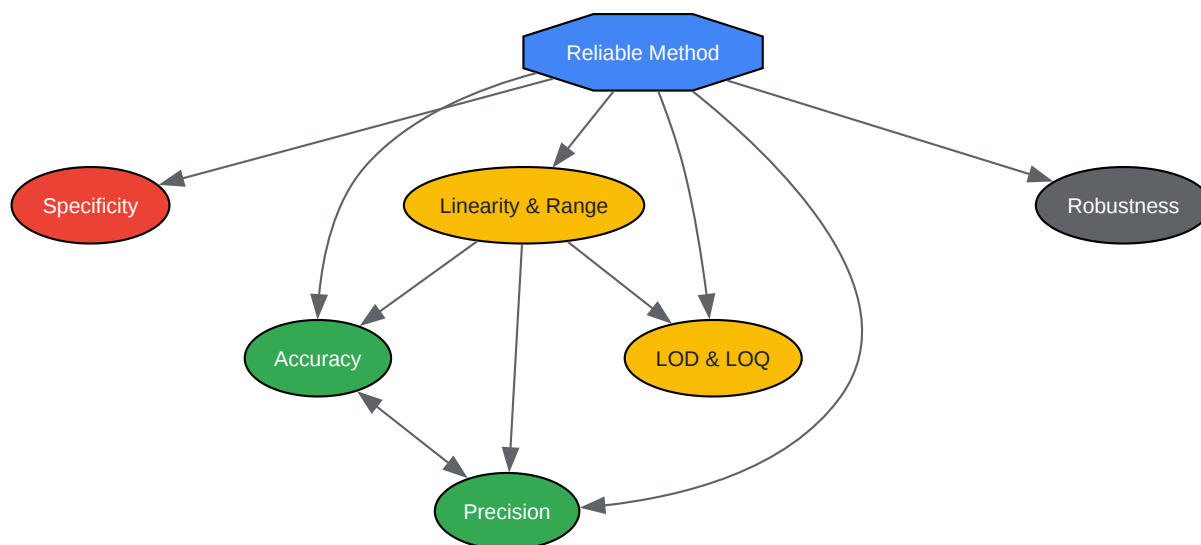 Reliable Method
Specificity
Linearity & Range
Robustness
Accuracy
LOD & LOQ
Precision